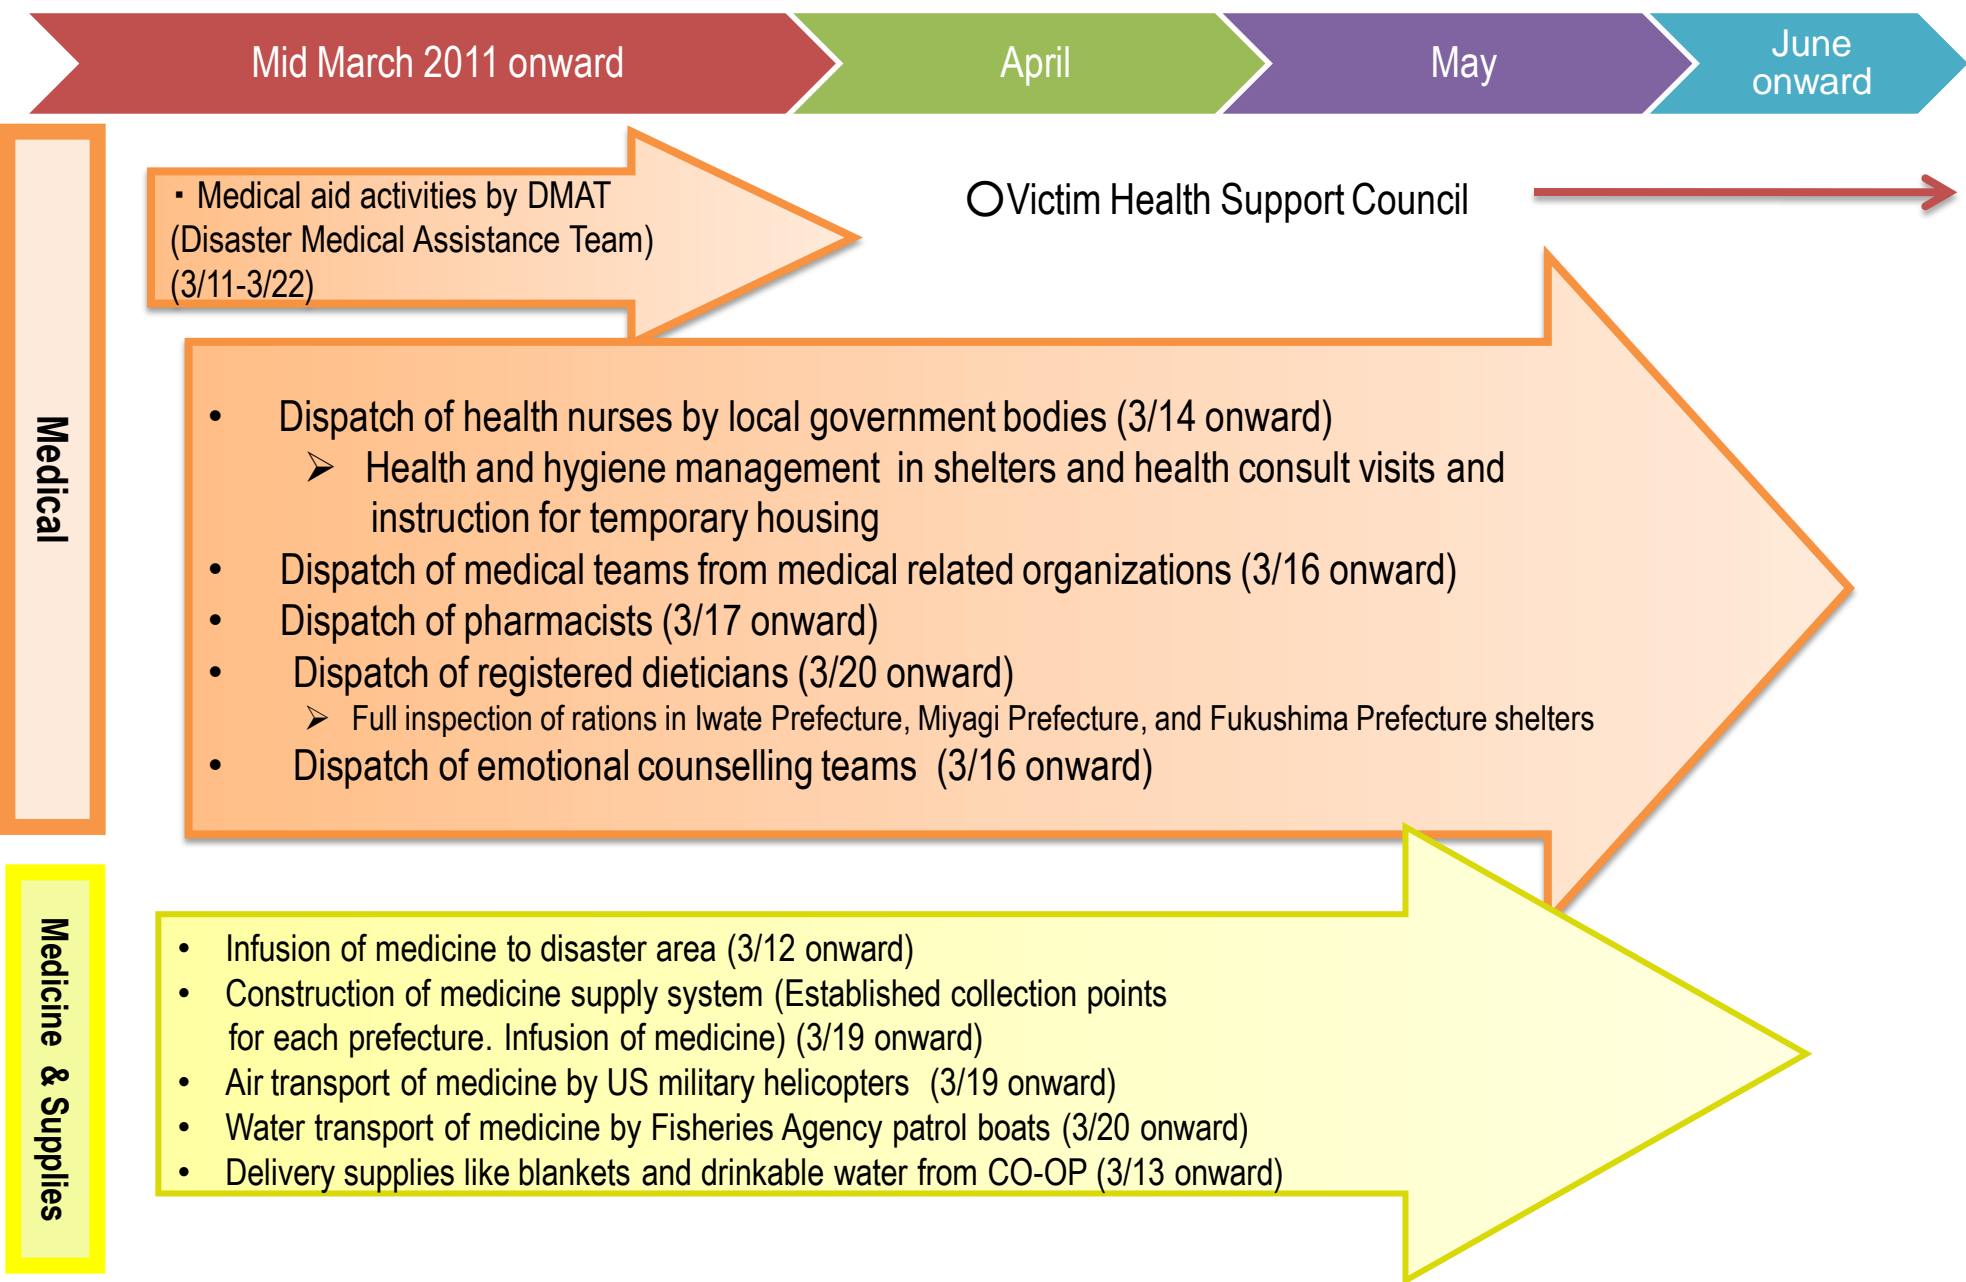 Mid March 2011 onward
April
May
June
onward
Medical
・Medical aid activities by DMAT
(Disaster Medical Assistance Team)
(3/11-3/22)
○Victim Health Support Council
• Dispatch of health nurses by local government bodies (3/14 onward)
➢ Health and hygiene management in shelters and health consult visits and
instruction for temporary housing
• Dispatch of medical teams from medical related organizations (3/16 onward)
• Dispatch of pharmacists (3/17 onward)
• Dispatch of registered dieticians (3/20 onward)
➢ Full inspection of rations in Iwate Prefecture, Miyagi Prefecture, and Fukushima Prefecture shelters
• Dispatch of emotional counselling teams (3/16 onward)
Medicine & Supplies
• Infusion of medicine to disaster area (3/12 onward)
• Construction of medicine supply system (Established collection points
for each prefecture. Infusion of medicine) (3/19 onward)
• Air transport of medicine by US military helicopters (3/19 onward)
• Water transport of medicine by Fisheries Agency patrol boats (3/20 onward)
• Delivery supplies like blankets and drinkable water from CO-OP (3/13 onward)